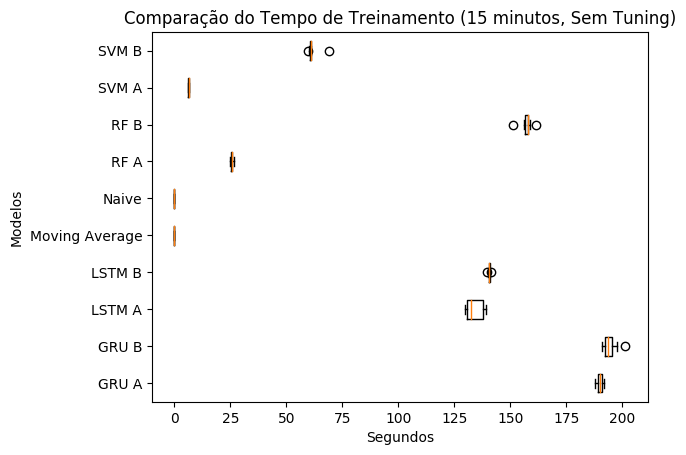 Comparação do Tempo de Treinamento (15 minutos, Sem Tuning)
Modelos
SVM B
SVM A
RF B
RF A
Naive
Moving Average
LSTM B
LSTM A
GRU B
GRU A
0 25 50 75 100 125 150 175 200
Segundos